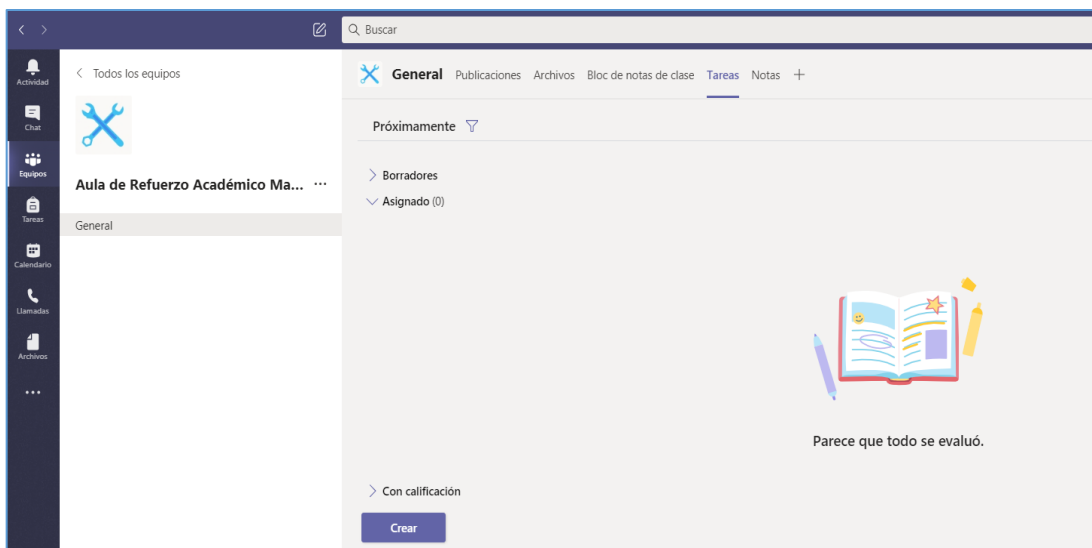 Buscar
Actividad
Chat
Equipos
Tareas
Calendario
Llamadas
Archivos
Todos los equipos
Aula de Refuerzo Académico Ma... ...
General
General Publicaciones Archivos Bloc de notas de clase Tareas Notas +
Próximamente
Borradores
Asignado (0)
Parece que todo se evaluó.
Con calificación
Crear